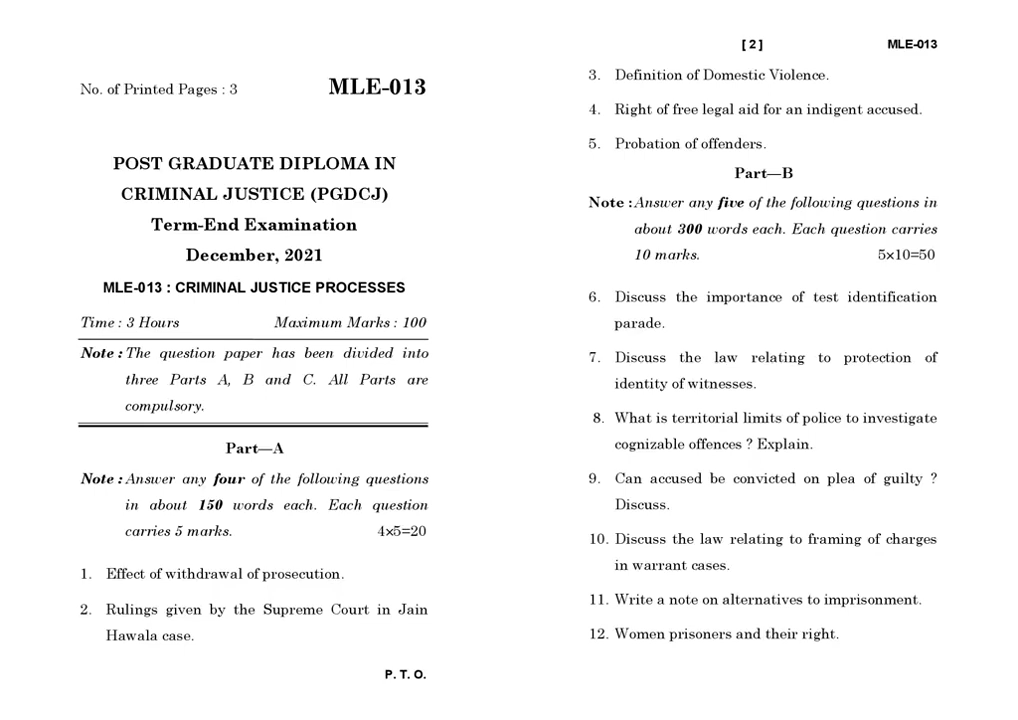 No. of Printed Pages : 3 MLE-013
POST GRADUATE DIPLOMA IN
CRIMINAL JUSTICE (PGDCJ)
Term-End Examination
December, 2021
MLE-013 : CRIMINAL JUSTICE PROCESSES
Time : 3 Hours Maximum Marks : 100
Note : The question paper has been divided into
three Parts A, B and C. All Parts are
compulsory.
Part—A
Note : Answer any four of the following questions
in about 150 words each. Each question
carries 5 marks. 4×5=20
1. Effect of withdrawal of prosecution.
2. Rulings given by the Supreme Court in Jain
Hawala case.
P. T. O.
[ 2 ] MLE-013
3. Definition of Domestic Violence.
4. Right of free legal aid for an indigent accused.
5. Probation of offenders.
Part—B
Note : Answer any five of the following questions in
about 300 words each. Each question carries
10 marks. 5×10=50
6. Discuss the importance of test identification
parade.
7. Discuss the law relating to protection of
identity of witnesses.
8. What is territorial limits of police to investigate
cognizable offences ? Explain.
9. Can accused be convicted on plea of guilty ?
Discuss.
10. Discuss the law relating to framing of charges
in warrant cases.
11. Write a note on alternatives to imprisonment.
12. Women prisoners and their right.